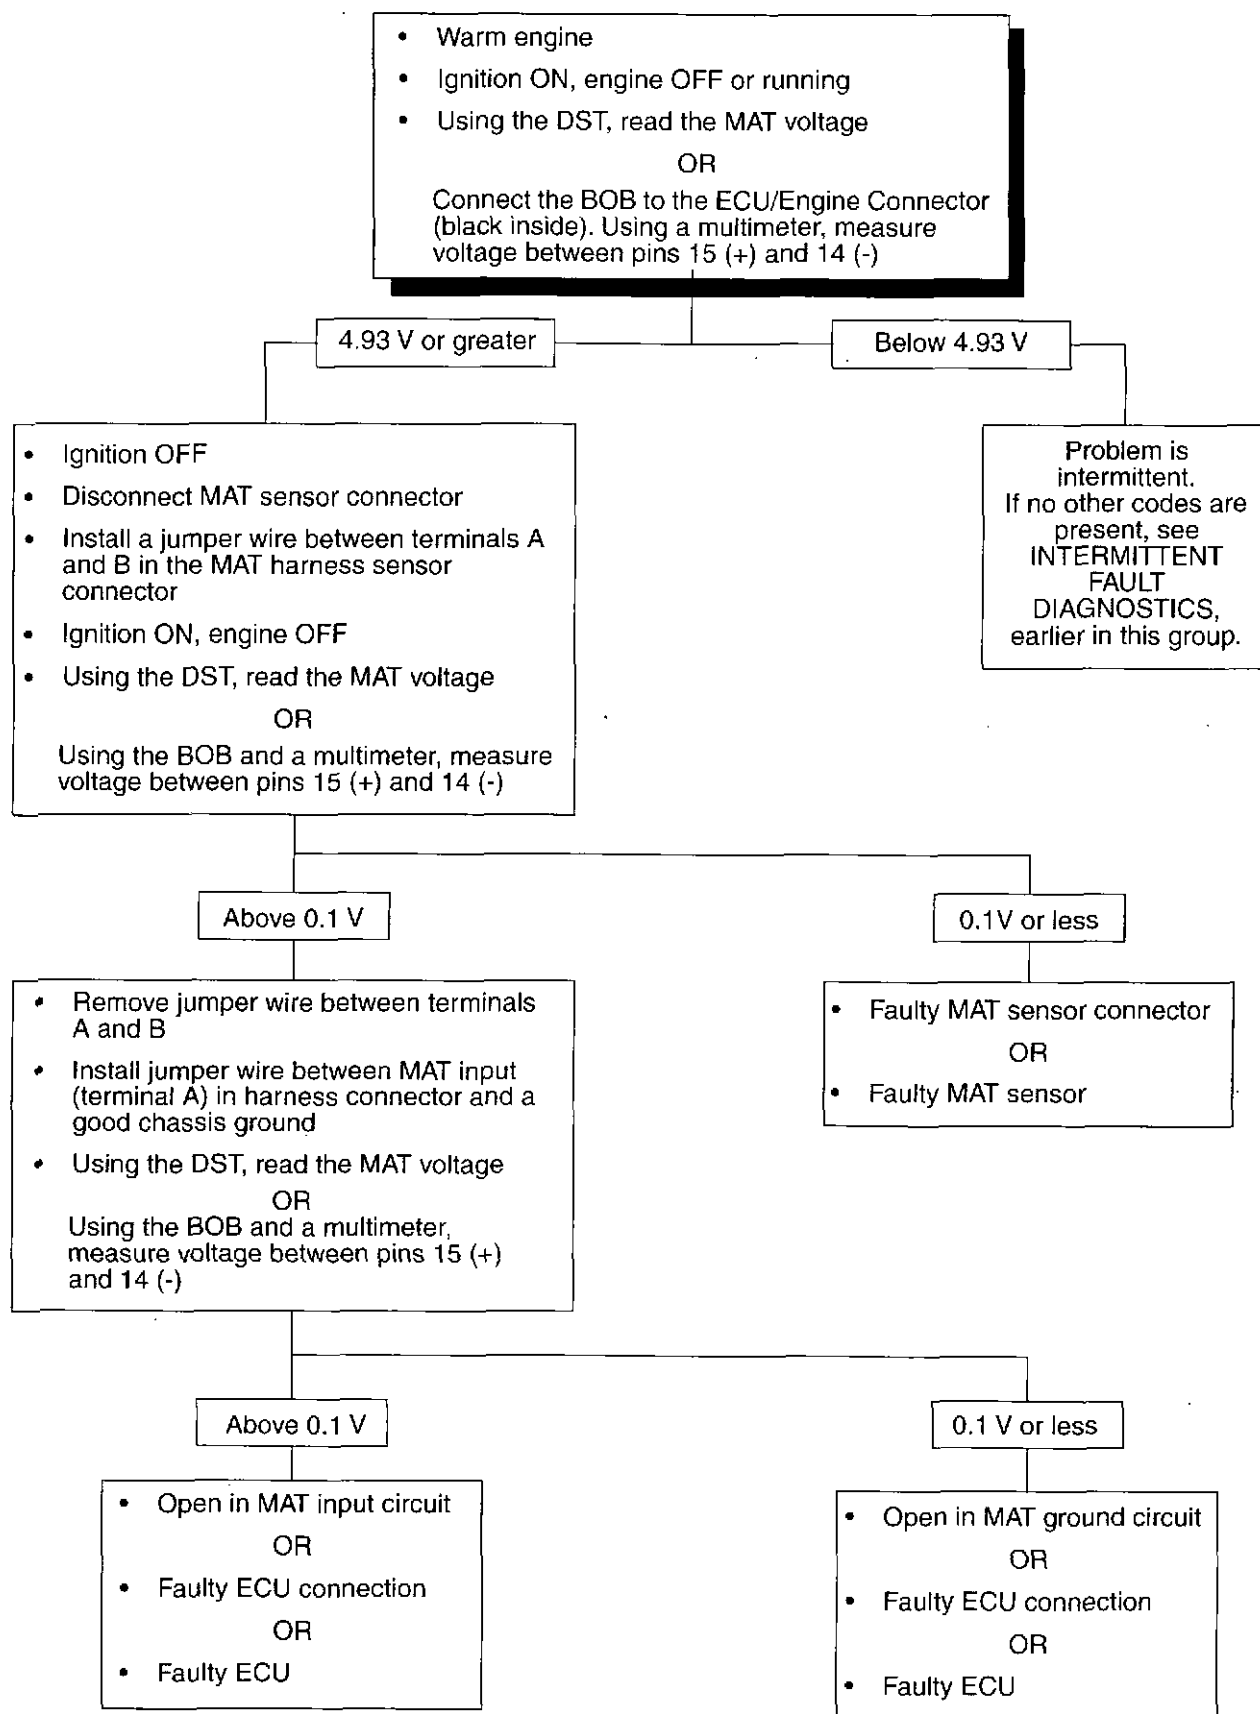 • Warm engine
• Ignition ON, engine OFF or running
• Using the DST, read the MAT voltage
OR
Connect the BOB to the ECU/Engine Connector
(black inside). Using a multimeter, measure
voltage between pins 15 (+) and 14 (-)
4.93 V or greater
Below 4.93 V
• Ignition OFF
• Disconnect MAT sensor connector
• Install a jumper wire between terminals A
and B in the MAT harness sensor
connector
• Ignition ON, engine OFF
• Using the DST, read the MAT voltage
OR
Using the BOB and a multimeter, measure
voltage between pins 15 (+) and 14 (-)
Problem is
intermittent.
If no other codes are
present, see
INTERMITTENT
FAULT
DIAGNOSTICS,
earlier in this group.
Above 0.1 V
0.1V or less
• Remove jumper wire between terminals
A and B
• Install jumper wire between MAT input
(terminal A) in harness connector and a
good chassis ground
• Using the DST, read the MAT voltage
OR
Using the BOB and a multimeter,
measure voltage between pins 15 (+)
and 14 (-)
• Faulty MAT sensor connector
OR
• Faulty MAT sensor
Above 0.1 V
0.1 V or less
• Open in MAT input circuit
OR
• Faulty ECU connection
OR
• Faulty ECU
• Open in MAT ground circuit
OR
• Faulty ECU connection
OR
• Faulty ECU